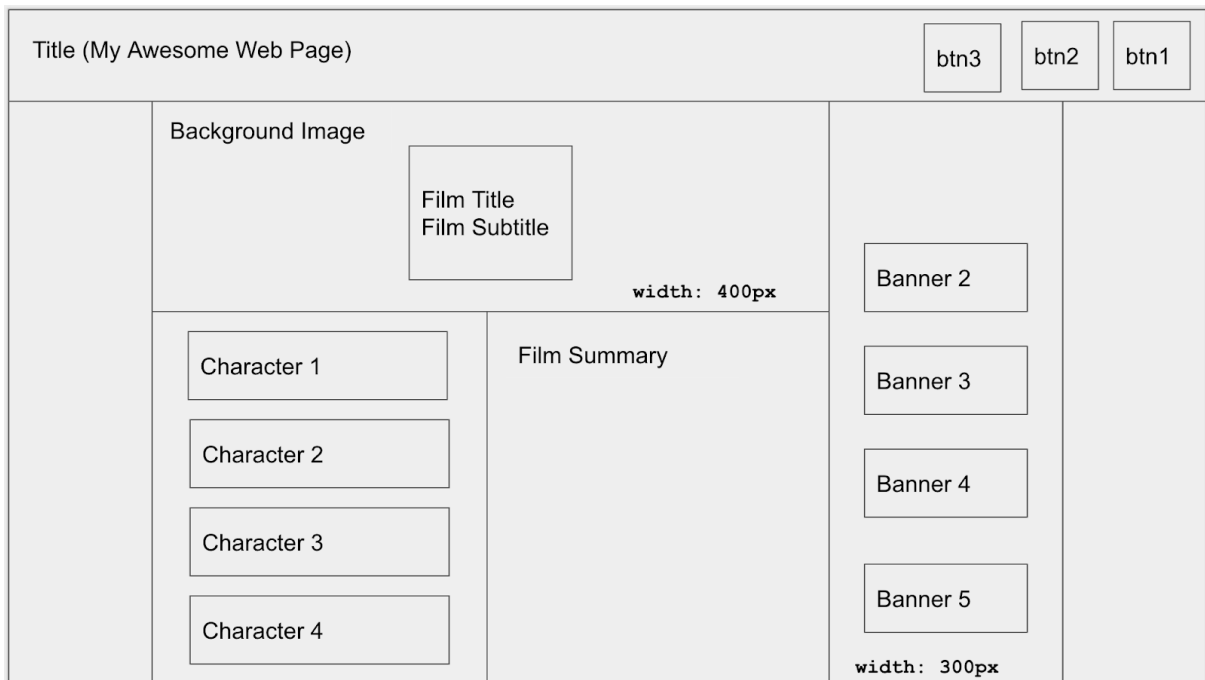 Title (My Awesome Web Page)
btn3
btn2
btn1
Background Image
Film Title
Film Subtitle
width: 400px
Character 1
Character 2
Character 3
Character 4
Film Summary
Banner 2
Banner 3
Banner 4
Banner 5
width: 300px